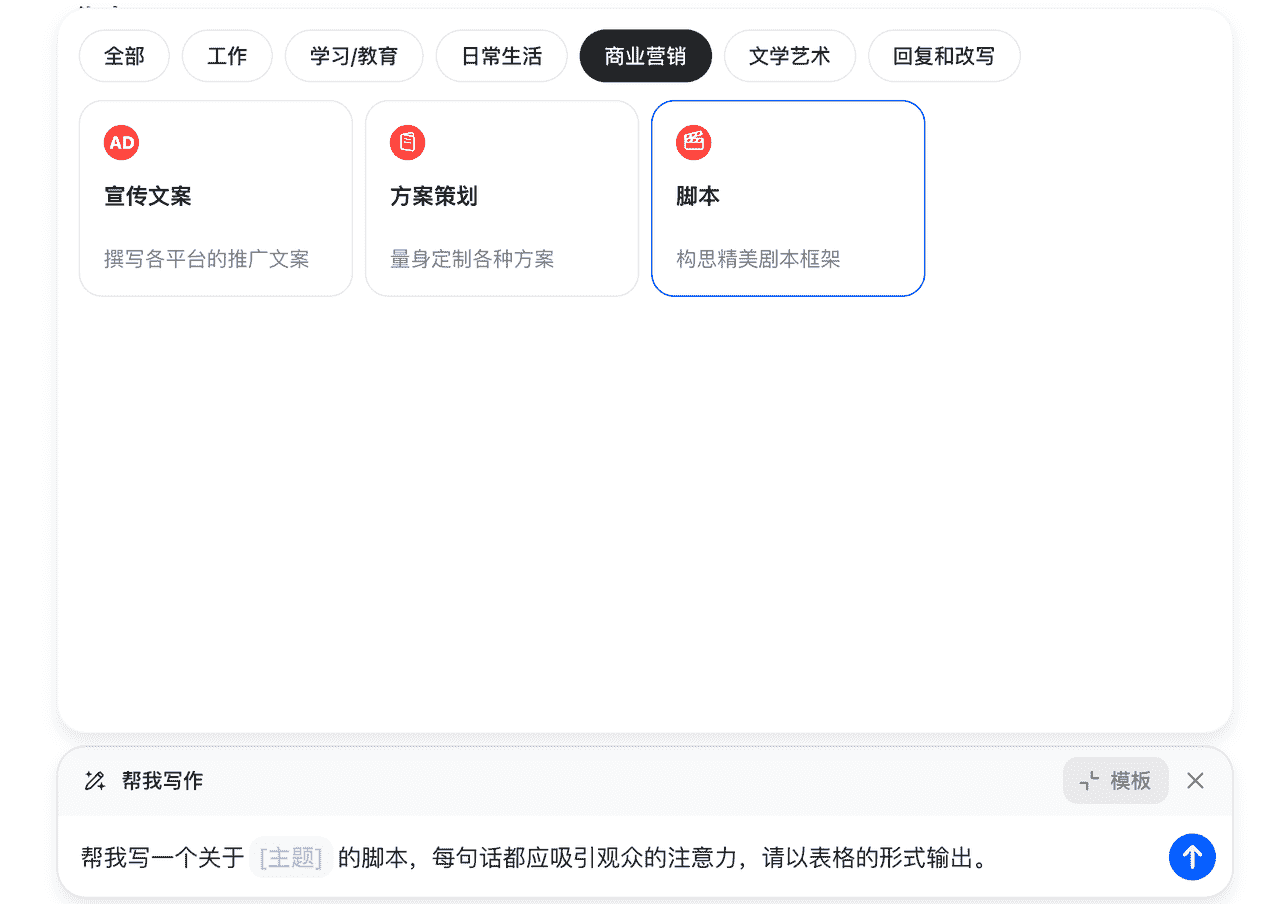 全部 工作 学习/教育 日常生活 商业营销 文学艺术 回复和改写
AD
宣传文案 方案策划 脚本
撰写各平台的推广文案 量身定制各种方案 构思精美剧本框架
帮我写作 模板
帮我写一个关于 [主题] 的脚本，每句话都应吸引观众的注意力，请以表格的形式输出。